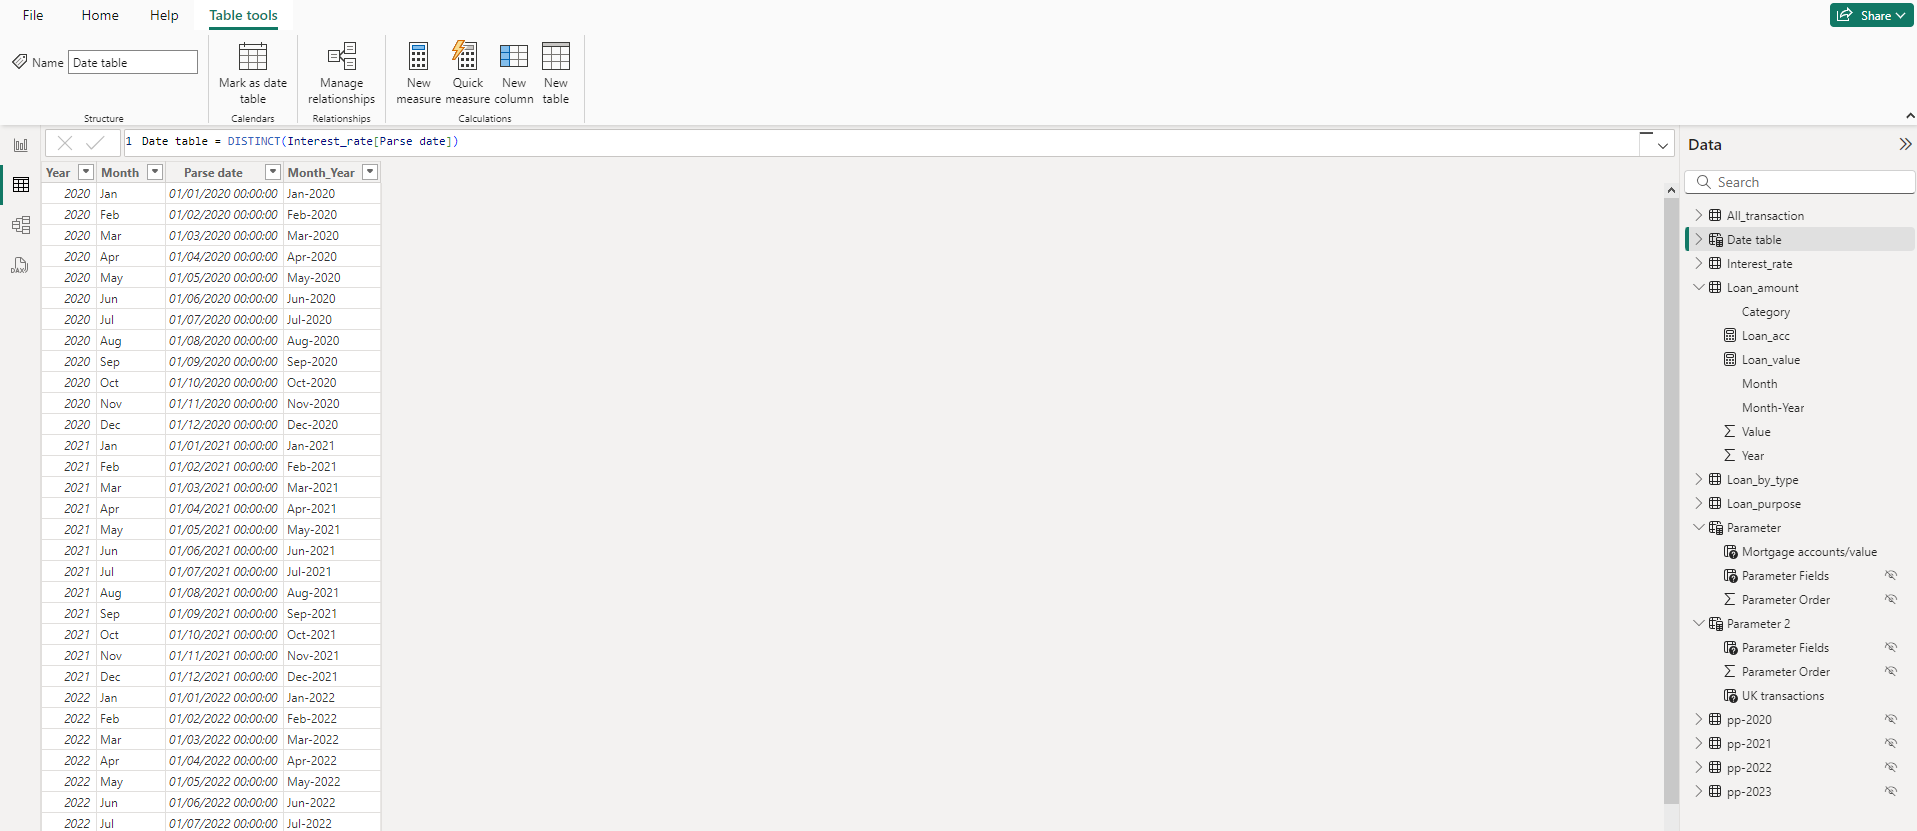 File Home Help Table tools Share
Name Date table
Mark as date table
Manage relationships
New measure
Quick measure
New column
New table
Structure Calendars Relationships Calculations
1 Date table = DISTINCT(Interest_rate[Parse date])
Year Month Parse date Month_Year
2020 Jan 01/01/2020 00:00:00 Jan-2020
2020 Feb 01/02/2020 00:00:00 Feb-2020
2020 Mar 01/03/2020 00:00:00 Mar-2020
2020 Apr 01/04/2020 00:00:00 Apr-2020
2020 May 01/05/2020 00:00:00 May-2020
2020 Jun 01/06/2020 00:00:00 Jun-2020
2020 Jul 01/07/2020 00:00:00 Jul-2020
2020 Aug 01/08/2020 00:00:00 Aug-2020
2020 Sep 01/09/2020 00:00:00 Sep-2020
2020 Oct 01/10/2020 00:00:00 Oct-2020
2020 Nov 01/11/2020 00:00:00 Nov-2020
2020 Dec 01/12/2020 00:00:00 Dec-2020
2021 Jan 01/01/2021 00:00:00 Jan-2021
2021 Feb 01/02/2021 00:00:00 Feb-2021
2021 Mar 01/03/2021 00:00:00 Mar-2021
2021 Apr 01/04/2021 00:00:00 Apr-2021
2021 May 01/05/2021 00:00:00 May-2021
2021 Jun 01/06/2021 00:00:00 Jun-2021
2021 Jul 01/07/2021 00:00:00 Jul-2021
2021 Aug 01/08/2021 00:00:00 Aug-2021
2021 Sep 01/09/2021 00:00:00 Sep-2021
2021 Oct 01/10/2021 00:00:00 Oct-2021
2021 Nov 01/11/2021 00:00:00 Nov-2021
2021 Dec 01/12/2021 00:00:00 Dec-2021
2022 Jan 01/01/2022 00:00:00 Jan-2022
2022 Feb 01/02/2022 00:00:00 Feb-2022
2022 Mar 01/03/2022 00:00:00 Mar-2022
2022 Apr 01/04/2022 00:00:00 Apr-2022
2022 May 01/05/2022 00:00:00 May-2022
2022 Jun 01/06/2022 00:00:00 Jun-2022
2022 Jul 01/07/2022 00:00:00 Jul-2022
DAX
Data
Search
All_transaction
Date table
Interest_rate
Loan_amount
Category
Loan_acc
Loan_value
Month
Month-Year
Value
Year
Loan_by_type
Loan_purpose
Parameter
Mortgage accounts/value
Parameter Fields
Parameter Order
Parameter 2
Parameter Fields
Parameter Order
UK transactions
pp-2020
pp-2021
pp-2022
pp-2023